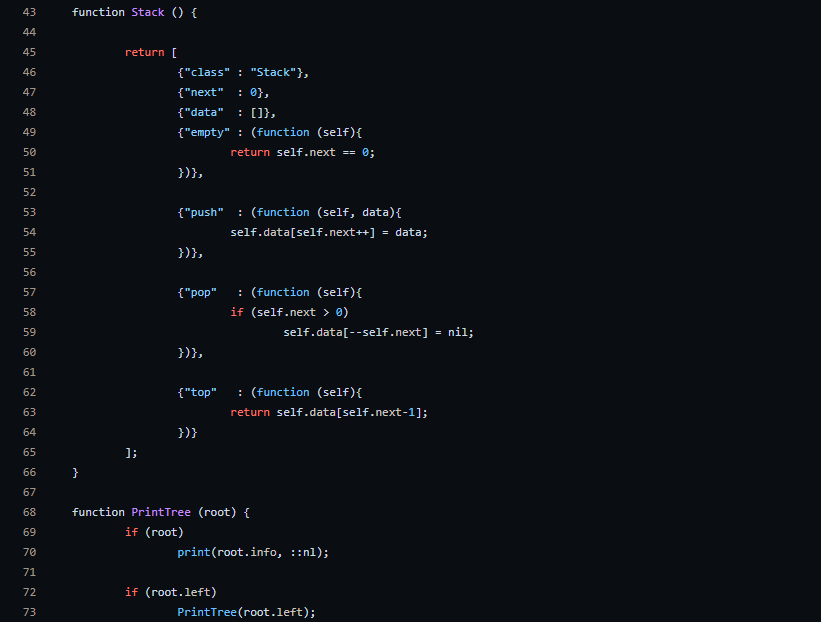 43 function Stack () {
44
45 return [
46 {"class" : "Stack"},
47 {"next"  : 0},
48 {"data"  : []},
49 {"empty" : (function (self){
50 return self.next == 0;
51 })},
52
53 {"push"  : (function (self, data){
54 self.data[self.next++] = data;
55 })},
56
57 {"pop"   : (function (self){
58 if (self.next > 0)
59 self.data[--self.next] = nil;
60 })},
61
62 {"top"   : (function (self){
63 return self.data[self.next-1];
64 })}
65 ];
66 }
67
68 function PrintTree (root) {
69 if (root)
70 print(root.info, ::nl);
71
72 if (root.left)
73 PrintTree(root.left);